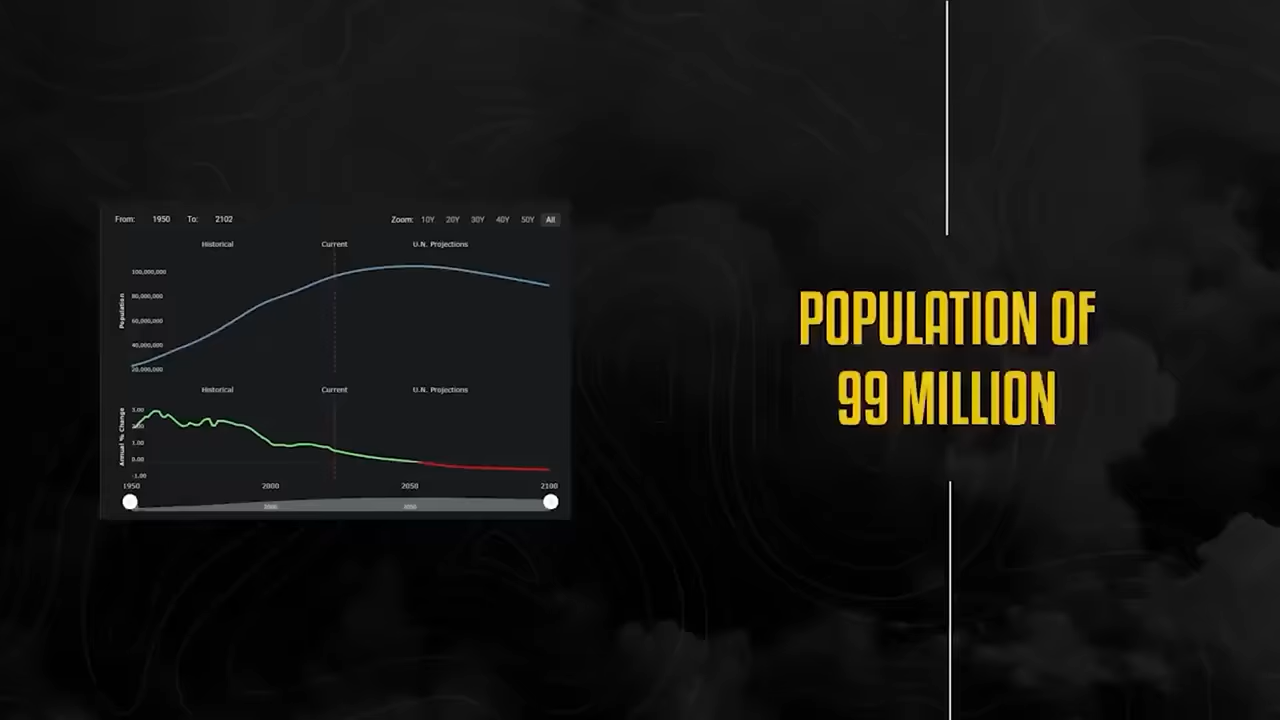 From: 1950 To: 2102 Zoom: 10Y 20Y 30Y 40Y 50Y All
Historical Current U.N. Projections
100,000,000
80,000,000
60,000,000
40,000,000
20,000,000
Population
Historical Current U.N. Projections
3.00
2.00
1.00
0.00
-1.00
Annual % Change
1950 2000 2050 2100
2000 2050
POPULATION OF
99 MILLION